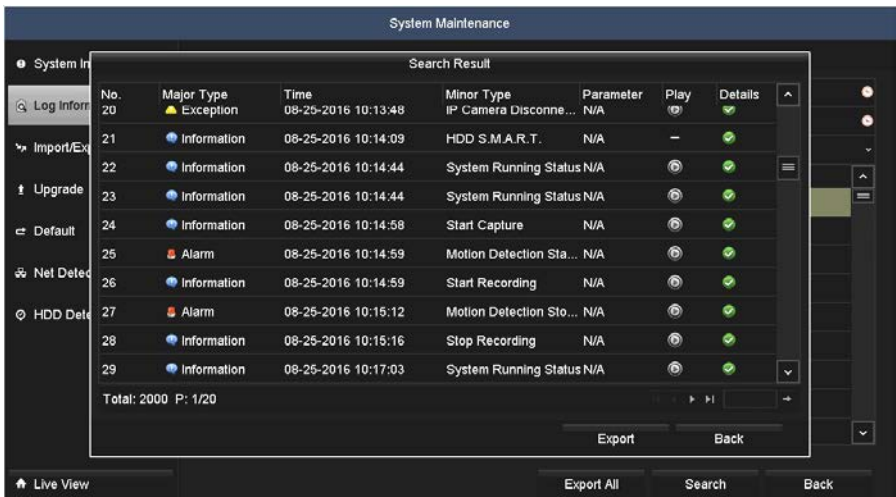 System Maintenance
System In
Log Inform
Import/Exp
Upgrade
Default
Net Detec
HDD Dete
Search Result
No. Major Type Time Minor Type Parameter Play Details
20 Exception 08-25-2016 10:13:48 IP Camera Disconne... N/A
21 Information 08-25-2016 10:14:09 HDD S.M.A.R.T. N/A –
22 Information 08-25-2016 10:14:44 System Running Status N/A
23 Information 08-25-2016 10:14:44 System Running Status N/A
24 Information 08-25-2016 10:14:58 Start Capture N/A
25 Alarm 08-25-2016 10:14:59 Motion Detection Sta... N/A
26 Information 08-25-2016 10:14:59 Start Recording N/A
27 Alarm 08-25-2016 10:15:12 Motion Detection Sto... N/A
28 Information 08-25-2016 10:15:16 Stop Recording N/A
29 Information 08-25-2016 10:17:03 System Running Status N/A
Total: 2000 P: 1/20
Export Back
Live View Export All Search Back